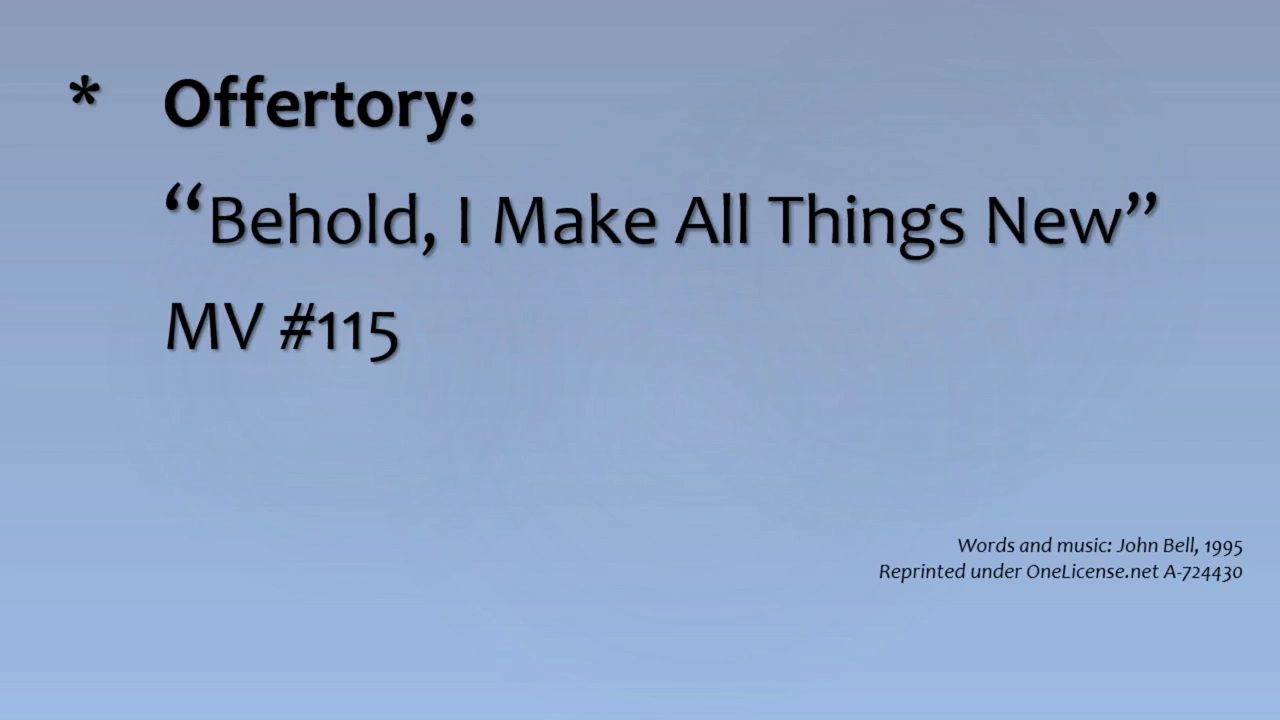 * Offertory:
“Behold, I Make All Things New”
MV #115
Words and music: John Bell, 1995
Reprinted under OneLicense.net A-724430